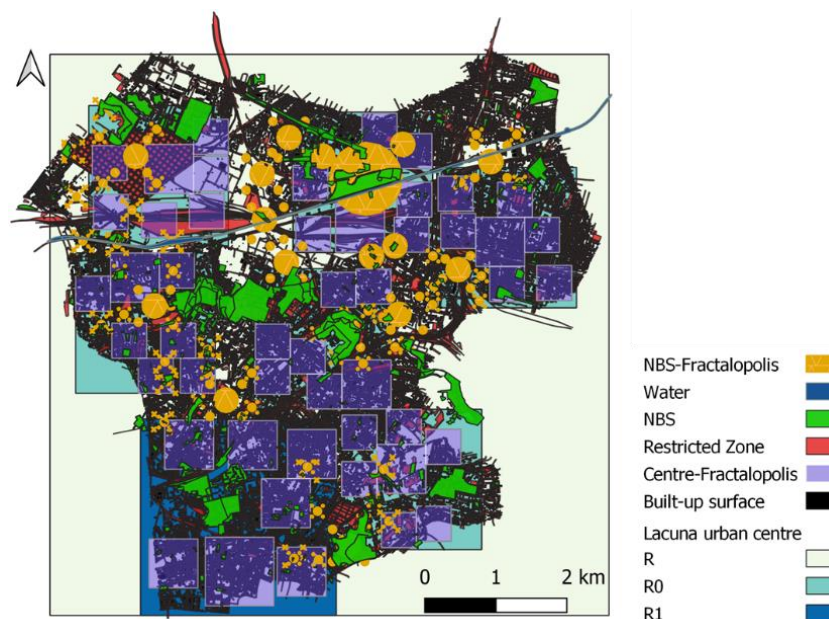 NBS-Fractalopolis
Water
NBS
Restricted Zone
Centre-Fractalopolis
Built-up surface
Lacuna urban centre
R
R0
R1
0 1 2 km